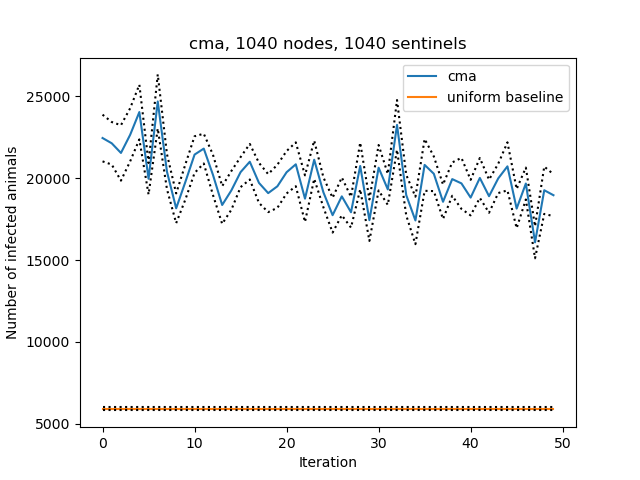 cma, 1040 nodes, 1040 sentinels
cma
uniform baseline
Number of infected animals
25000
20000
15000
10000
5000
0 10 20 30 40 50
Iteration